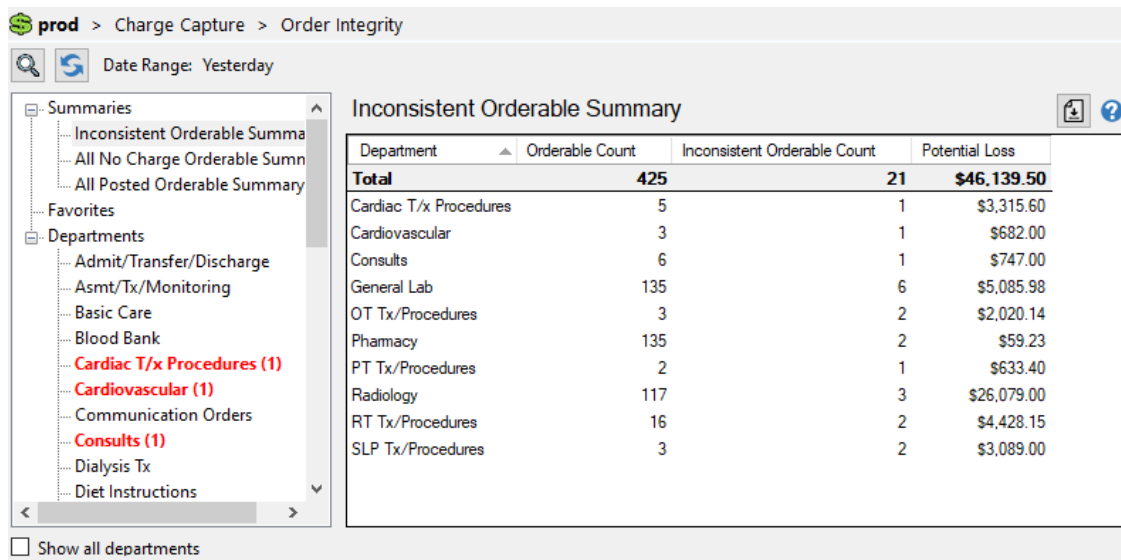 prod > Charge Capture > Order Integrity
Date Range: Yesterday
Summaries
Inconsistent Orderable Summa
All No Charge Orderable Sumn
All Posted Orderable Summary
Favorites
Departments
Admit/Transfer/Discharge
Asmt/Tx/Monitoring
Basic Care
Blood Bank
Cardiac T/x Procedures (1)
Cardiovascular (1)
Communication Orders
Consults (1)
Dialysis Tx
Diet Instructions
Show all departments
Inconsistent Orderable Summary
Department Orderable Count Inconsistent Orderable Count Potential Loss
Total 425 21 $46,139.50
Cardiac T/x Procedures 5 1 $3,315.60
Cardiovascular 3 1 $682.00
Consults 6 1 $747.00
General Lab 135 6 $5,085.98
OT Tx/Procedures 3 2 $2,020.14
Pharmacy 135 2 $59.23
PT Tx/Procedures 2 1 $633.40
Radiology 117 3 $26,079.00
RT Tx/Procedures 16 2 $4,428.15
SLP Tx/Procedures 3 2 $3,089.00